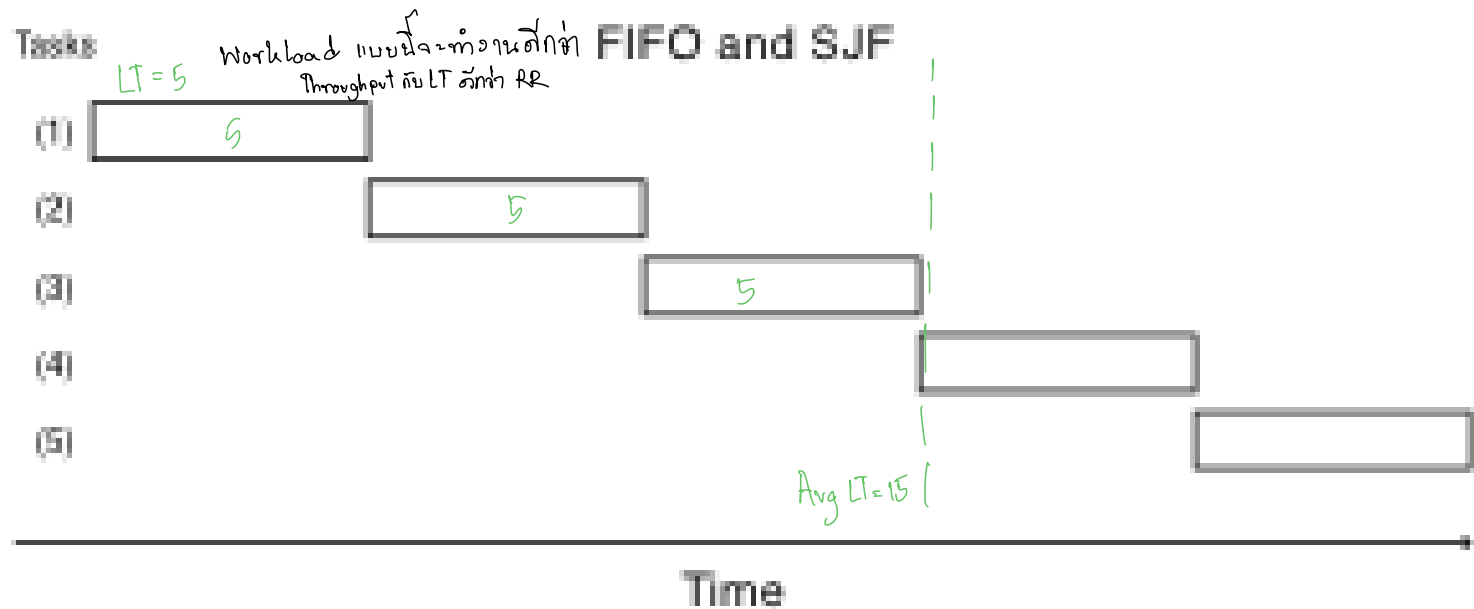 Tasks
Workload แบบนี้จะทำงานดีกว่า FIFO and SJF
Throughput กับ LT ดีกว่า RR
LT = 5
(1)
5
(2)
5
(3)
5
(4)
(5)
Avg LT = 15
Time